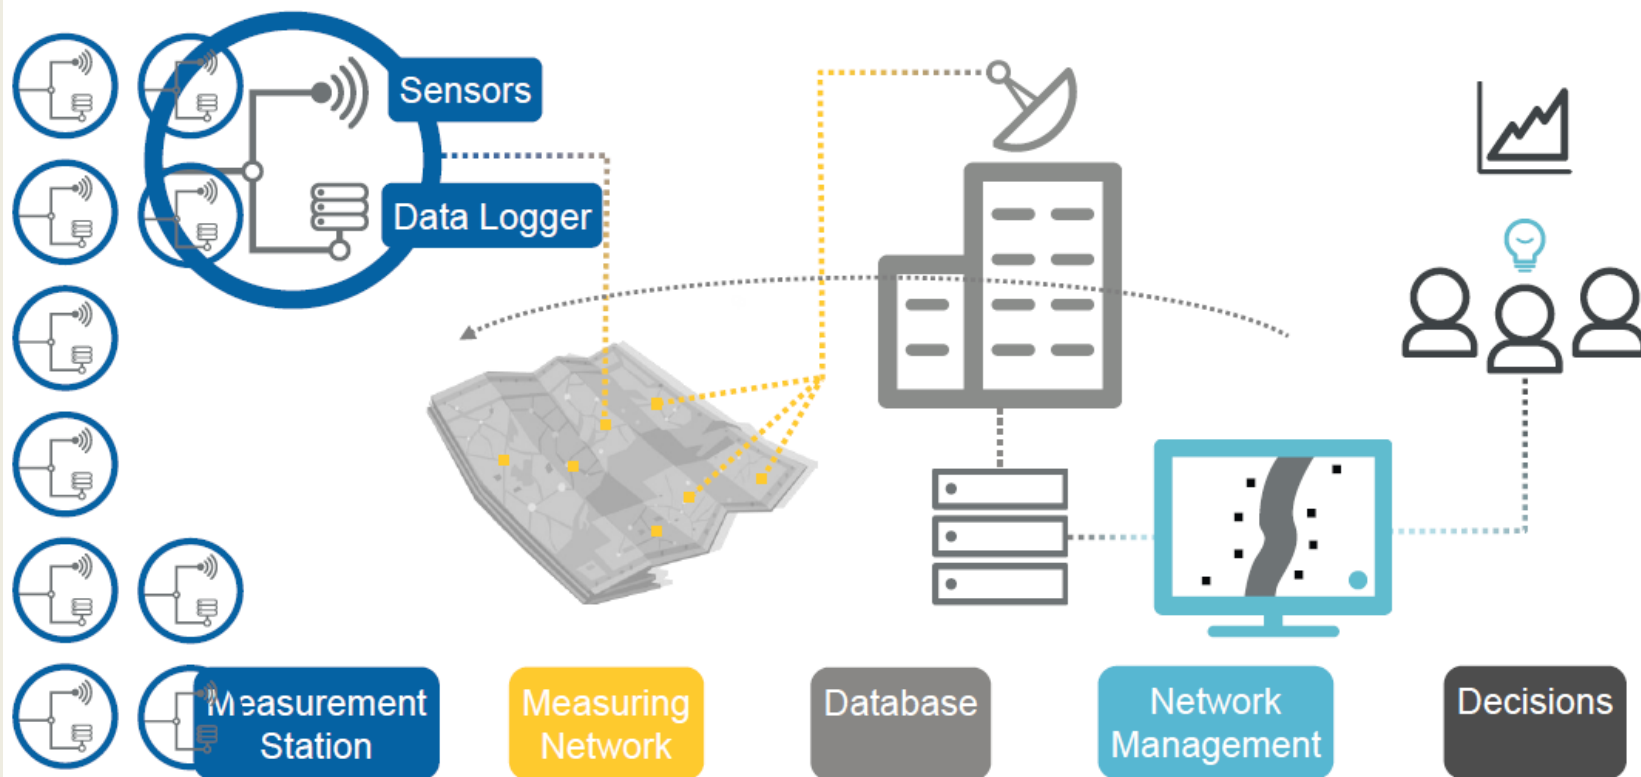 Sensors
Data Logger
Measurement
Station
Measuring
Network
Database
Network
Management
Decisions